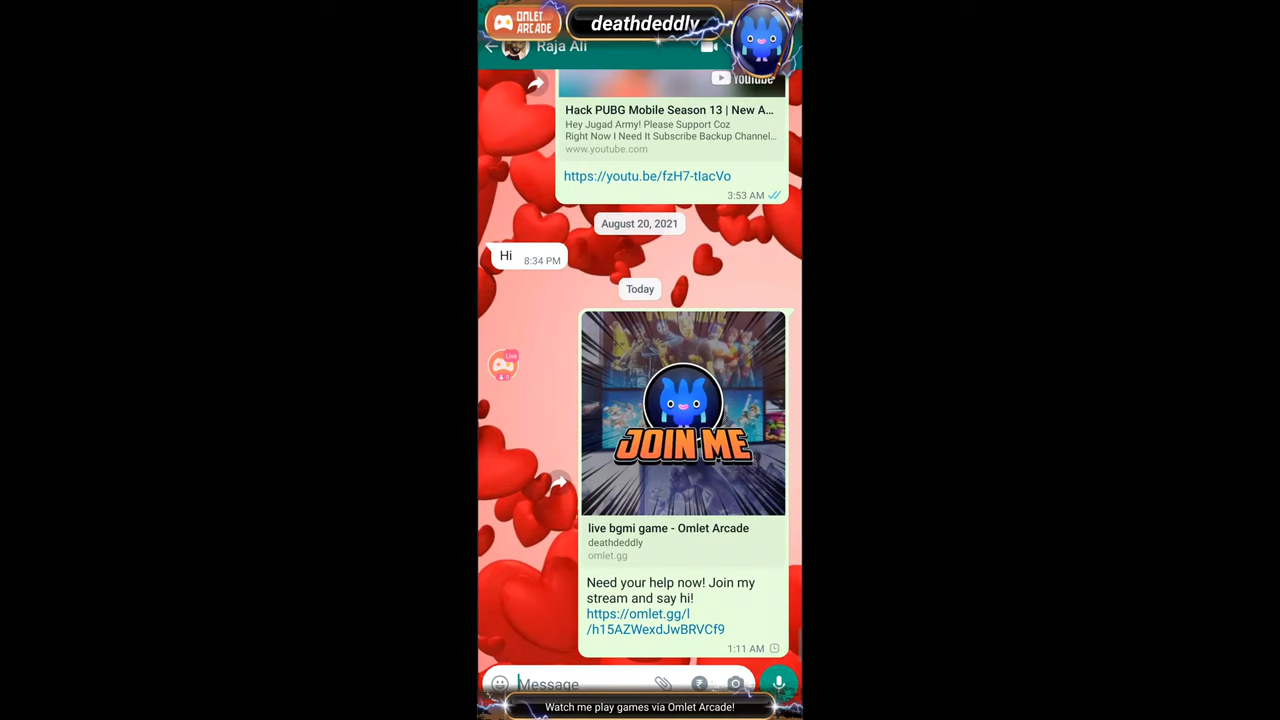 OMLET
ARCADE
deathdeddly
Raja Ali
YouTube
Hack PUBG Mobile Season 13 | New A...
Hey Jugad Army! Please Support Coz
Right Now I Need It Subscribe Backup Channel...
www.youtube.com
https://youtu.be/fzH7-tIacVo
3:53 AM
August 20, 2021
Hi
8:34 PM
Today
Live
0
JOIN ME
live bgmi game - Omlet Arcade
deathdeddly
omlet.gg
Need your help now! Join my
stream and say hi!
https://omlet.gg/l
/h15AZWexdJwBRVCf9
1:11 AM
Message
₹
Watch me play games via Omlet Arcade!